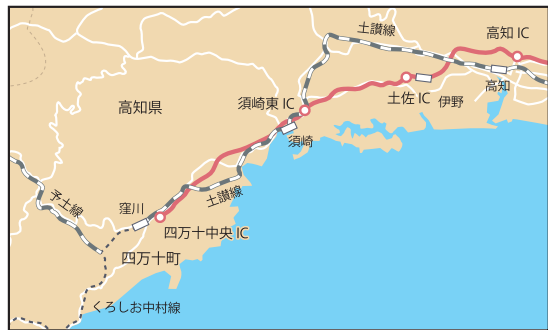 土讃線
高知 IC
高知
土佐 IC
伊野
高知県
須崎東 IC
須崎
土讃線
予土線
窪川
四万十中央 IC
四万十町
くろしお中村線